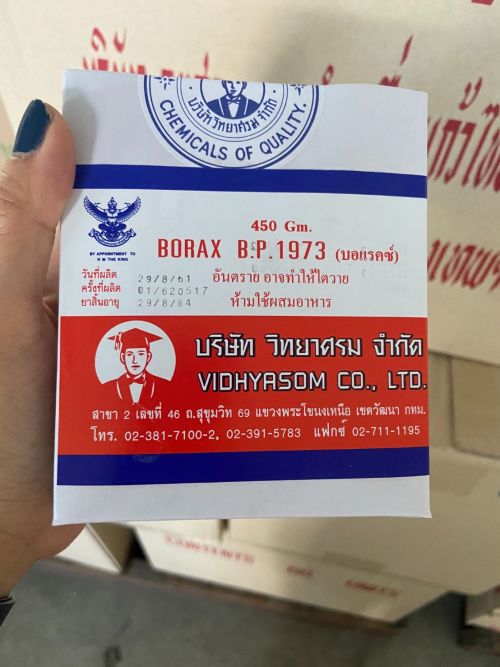 บริษัทวิทยาศรม จำกัด
CHEMICALS OF QUALITY.
450 Gm.
BORAX B.P.1973 (บอแรกซ์)
BY APPOINTMENT TO
H.M. THE KING
วันที่ผลิต 29/8/61 อันตราย อาจทำให้ไตวาย
ครั้งที่ผลิต 01/620517
ยาสิ้นอายุ 29/8/64 ห้ามใช้ผสมอาหาร
บริษัท วิทยาศรม จำกัด
VIDHYASOM CO., LTD.
สาขา 2 เลขที่ 46 ถ.สุขุมวิท 69 แขวงพระโขนงเหนือ เขตวัฒนา กทม.
โทร. 02-381-7100-2, 02-391-5783 แฟกซ์ 02-711-1195